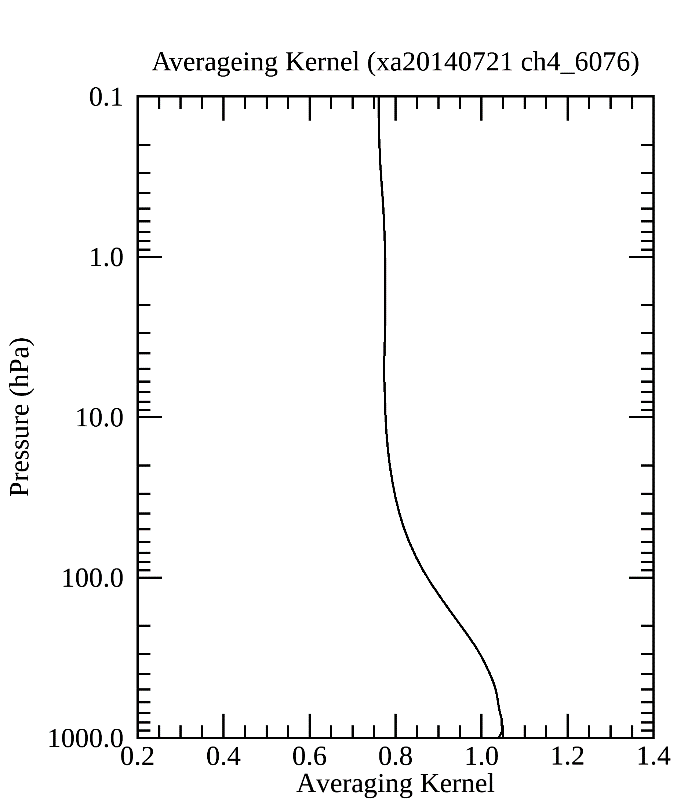 Averageing Kernel (xa20140721 ch4_6076)
0.1
1.0
10.0
100.0
1000.0
Pressure (hPa)
0.2 0.4 0.6 0.8 1.0 1.2 1.4
Averaging Kernel